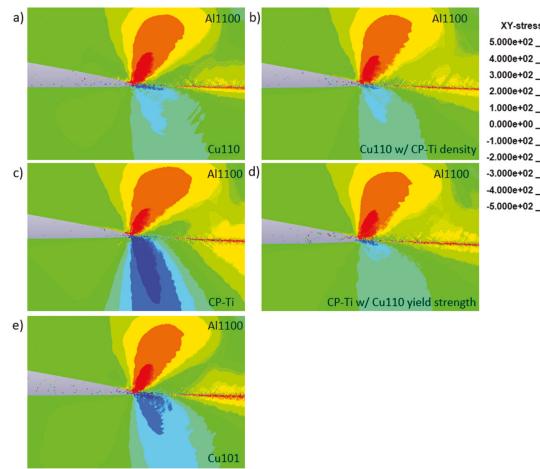 a)
Al1100
Cu110
b)
Al1100
Cu110 w/ CP-Ti density
XY-stress
5.000e+02
4.000e+02
3.000e+02
2.000e+02
1.000e+02
0.000e+00
-1.000e+02
-2.000e+02
-3.000e+02
-4.000e+02
-5.000e+02
c)
Al1100
CP-Ti
d)
Al1100
CP-Ti w/ Cu110 yield strength
e)
Al1100
Cu101